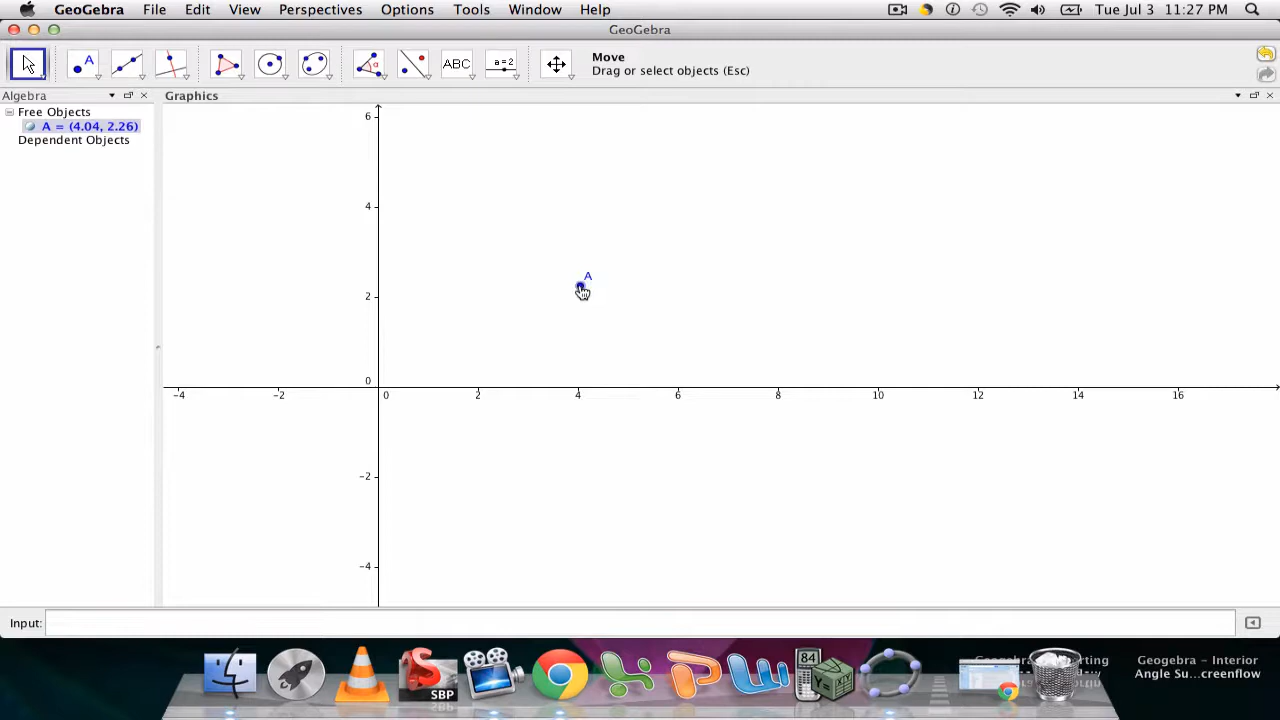 GeoGebra File Edit View Perspectives Options Tools Window Help Tue Jul 3 11:27 PM
GeoGebra
A
ABC
a=2
Move
Drag or select objects (Esc)
Algebra
Graphics
Free Objects
A = (4.04, 2.26)
Dependent Objects
6
4
A
2
0
-4 -2 0 2 4 6 8 10 12 14 16
-2
-4
Input:
SBP
84
Geogebra - Interior
Angle Su...creenflow